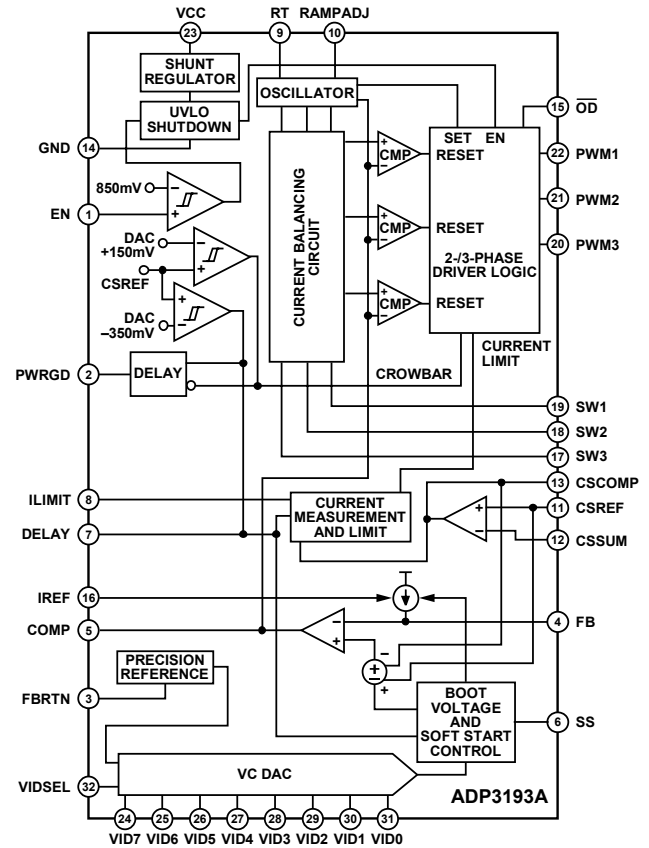 VCC
RT
RAMPADJ
23
9
10
SHUNT
REGULATOR
OSCILLATOR
UVLO
SHUTDOWN
15
OD
SET EN
GND
14
+
CMP
–
RESET
22
PWM1
850mV
–
+
EN
1
21
PWM2
DAC
+150mV
–
+
CSREF
CURRENT BALANCING
CIRCUIT
+
CMP
–
RESET
20
PWM3
2-/3-PHASE
DRIVER LOGIC
+
–
DAC
–350mV
+
CMP
–
RESET
CURRENT
LIMIT
PWRGD
2
DELAY
CROWBAR
19
SW1
18
SW2
17
SW3
13
CSCOMP
ILIMIT
8
CURRENT
MEASUREMENT
AND LIMIT
+
–
11
CSREF
DELAY
7
12
CSSUM
IREF
16
COMP
5
–
+
4
FB
–
+
–
+
PRECISION
REFERENCE
FBRTN
3
BOOT
VOLTAGE
AND
SOFT START
CONTROL
6
SS
VIDSEL
32
VC DAC
ADP3193A
24
25
26
27
28
29
30
31
VID7 VID6 VID5 VID4 VID3 VID2 VID1 VID0